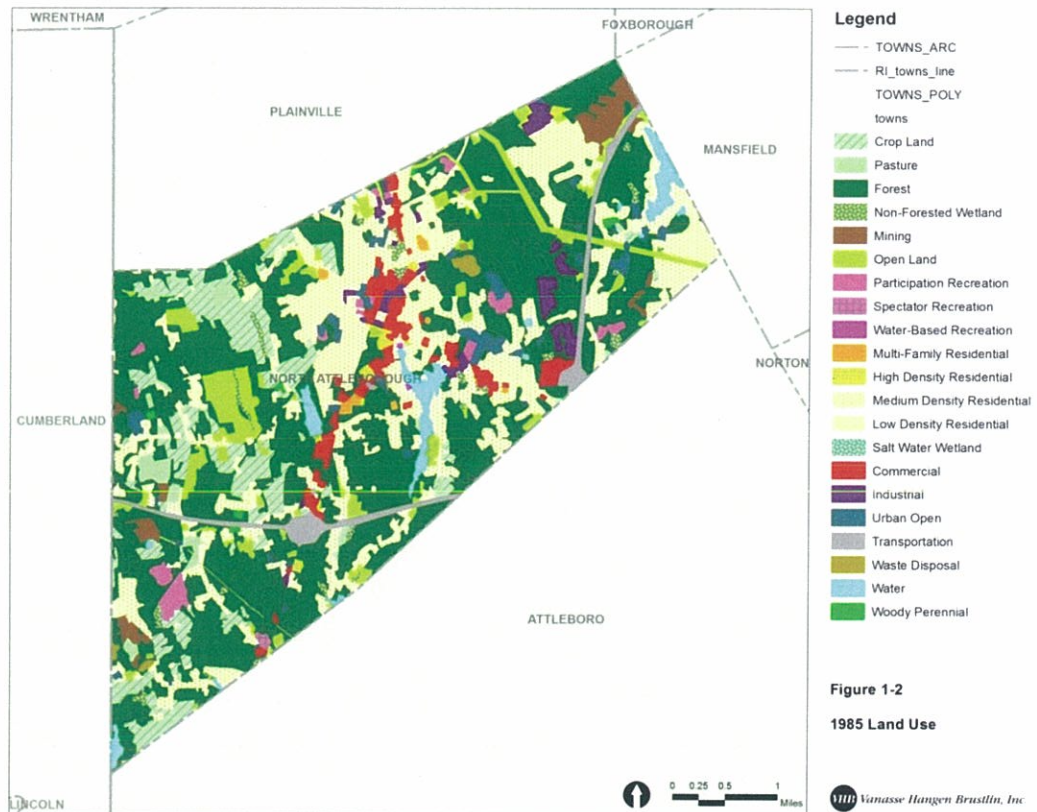 WRENTHAM
FOXBOROUGH
PLAINVILLE
MANSFIELD
NORTH ATTLEBOROUGH
NORTON
CUMBERLAND
ATTLEBORO
LINCOLN
Legend
TOWNS_ARC
RI_towns_line
TOWNS_POLY
towns
Crop Land
Pasture
Forest
Non-Forested Wetland
Mining
Open Land
Participation Recreation
Spectator Recreation
Water-Based Recreation
Multi-Family Residential
High Density Residential
Medium Density Residential
Low Density Residential
Salt Water Wetland
Commercial
Industrial
Urban Open
Transportation
Waste Disposal
Water
Woody Perennial
Figure 1-2
1985 Land Use
0 0.25 0.5 1
Miles
VHB Vanasse Hangen Brustlin, Inc.